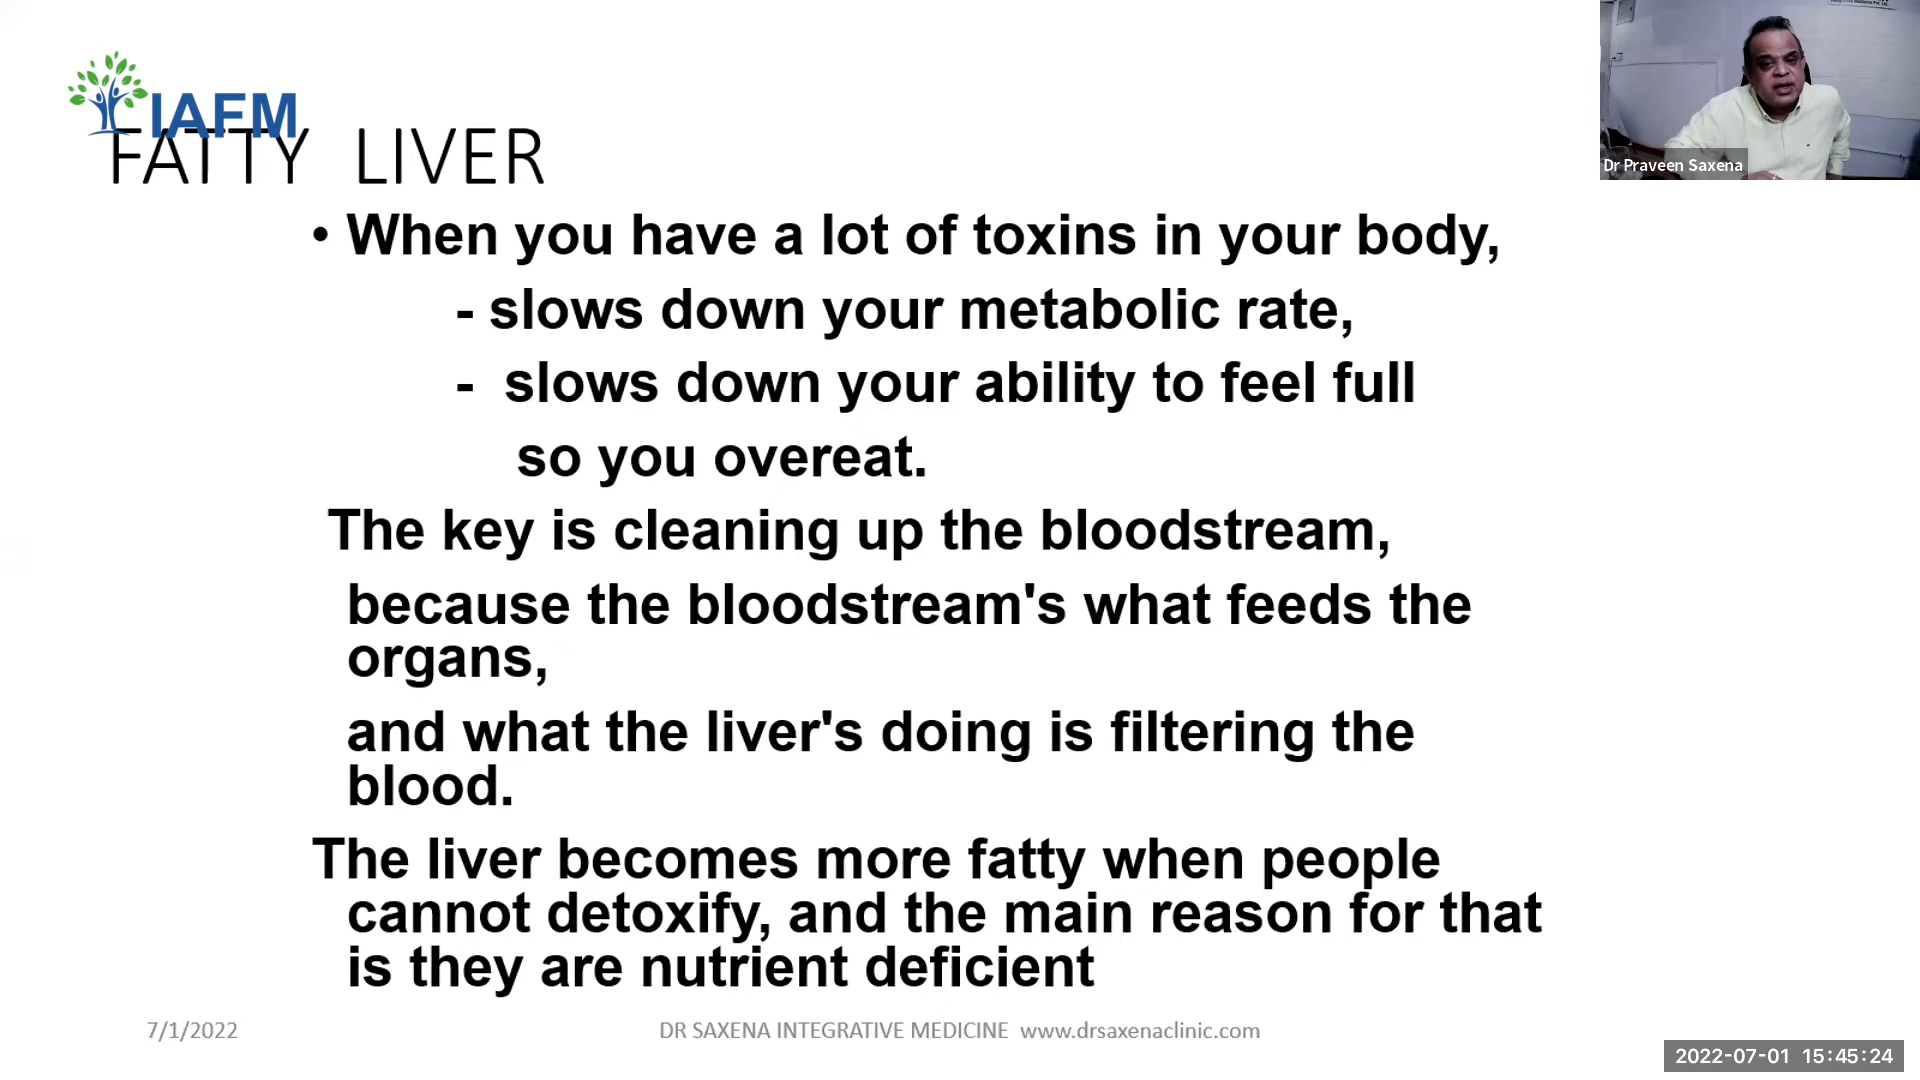 IAFM
FATTY LIVER
Dr Praveen Saxena
• When you have a lot of toxins in your body,
- slows down your metabolic rate,
- slows down your ability to feel full
so you overeat.
The key is cleaning up the bloodstream,
because the bloodstream's what feeds the
organs,
and what the liver's doing is filtering the
blood.
The liver becomes more fatty when people
cannot detoxify, and the main reason for that
is they are nutrient deficient
7/1/2022
DR SAXENA INTEGRATIVE MEDICINE www.drsaxenaclinic.com
2022-07-01 15:45:24